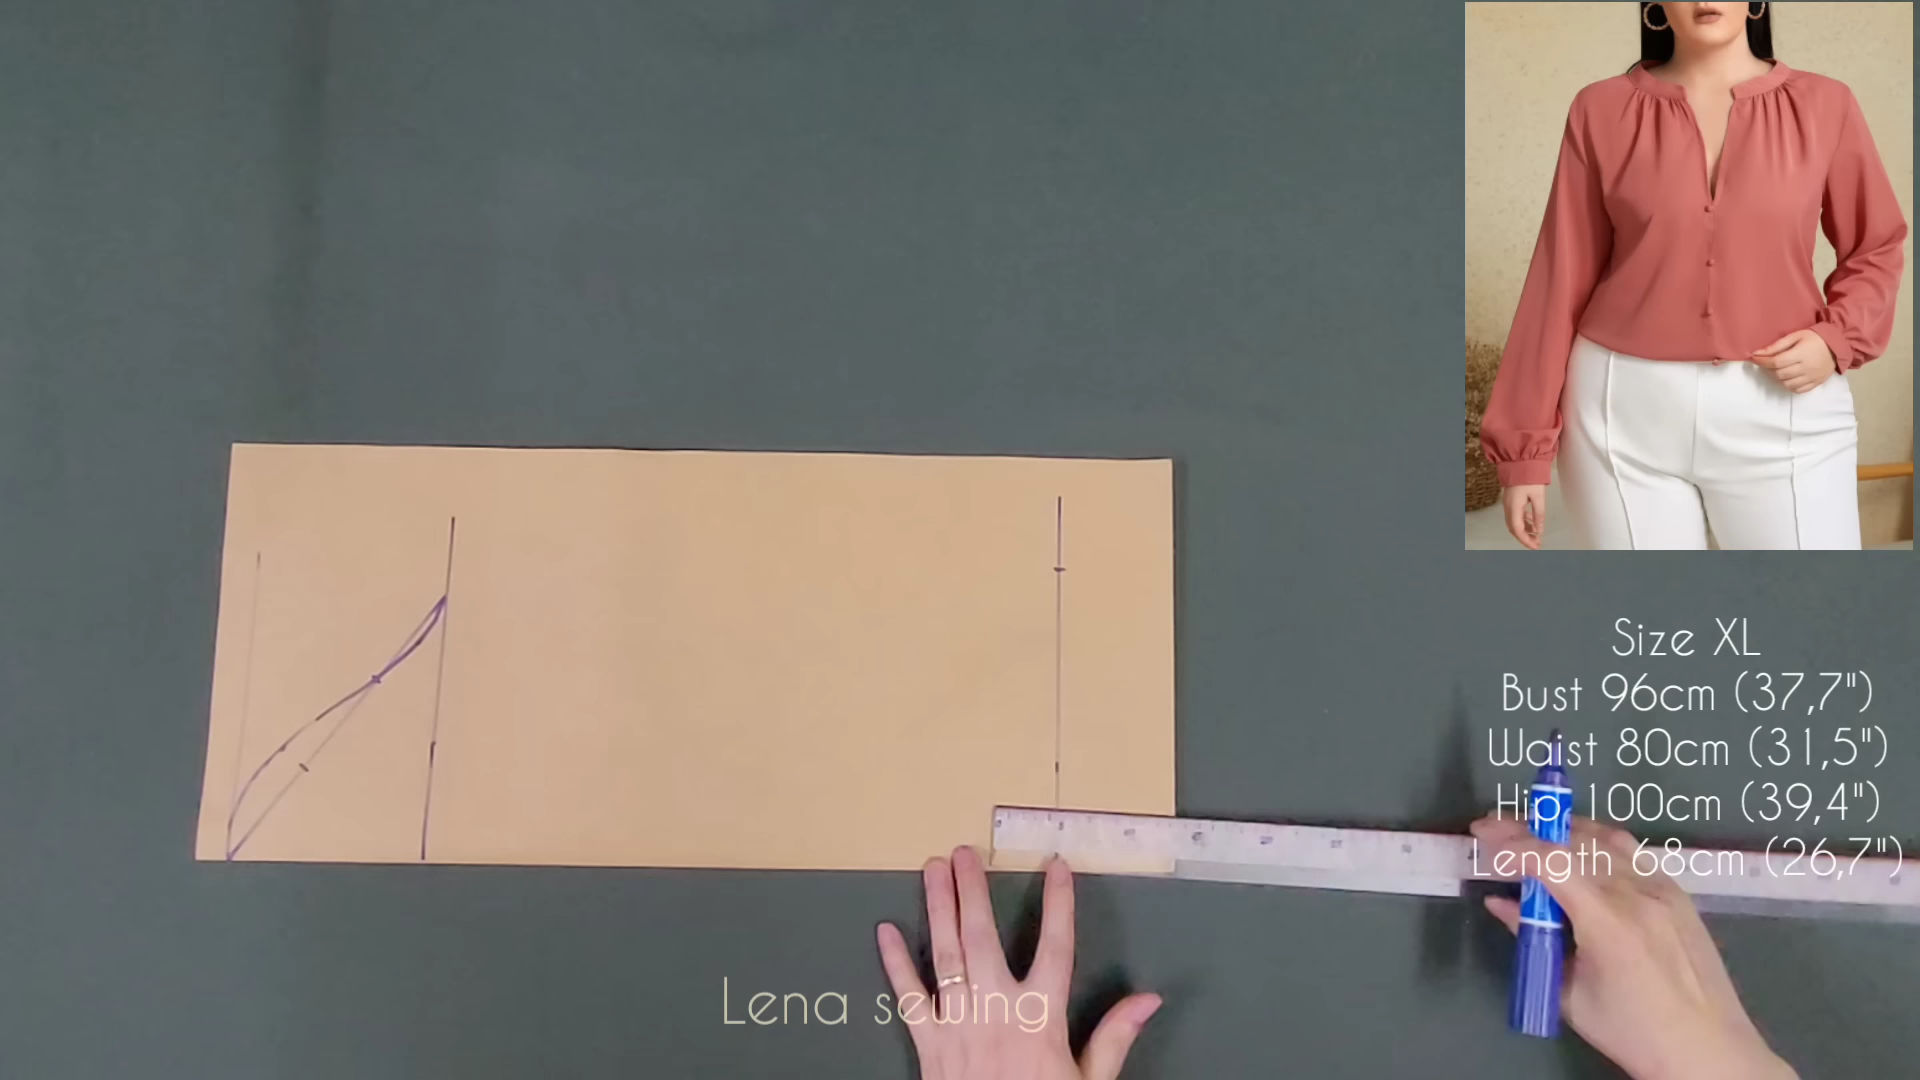 Size XL
Bust 96cm (37,7")
Waist 80cm (31,5")
Hip 100cm (39,4")
Length 68cm (26,7")
Lena sewing